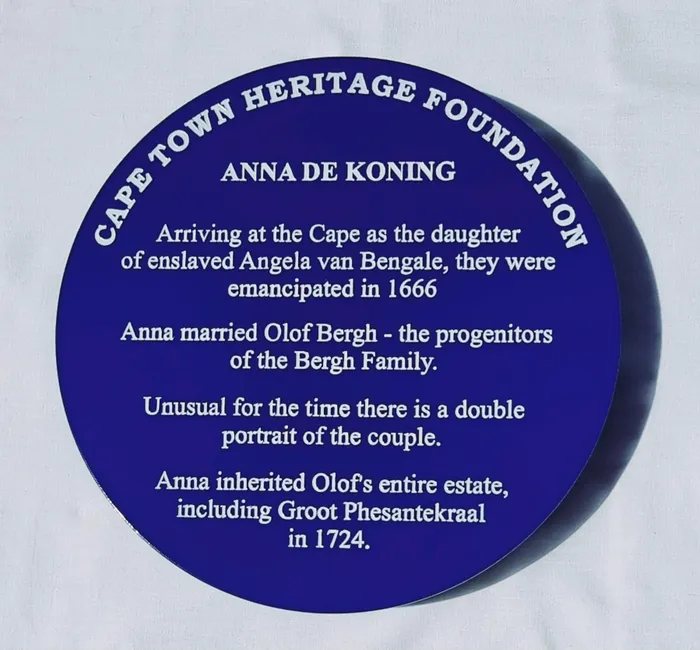 CAPE TOWN HERITAGE FOUNDATION
ANNA DE KONING
Arriving at the Cape as the daughter
of enslaved Angela van Bengale, they were
emancipated in 1666
Anna married Olof Bergh - the progenitors
of the Bergh Family.
Unusual for the time there is a double
portrait of the couple.
Anna inherited Olof's entire estate,
including Groot Phesantekraal
in 1724.